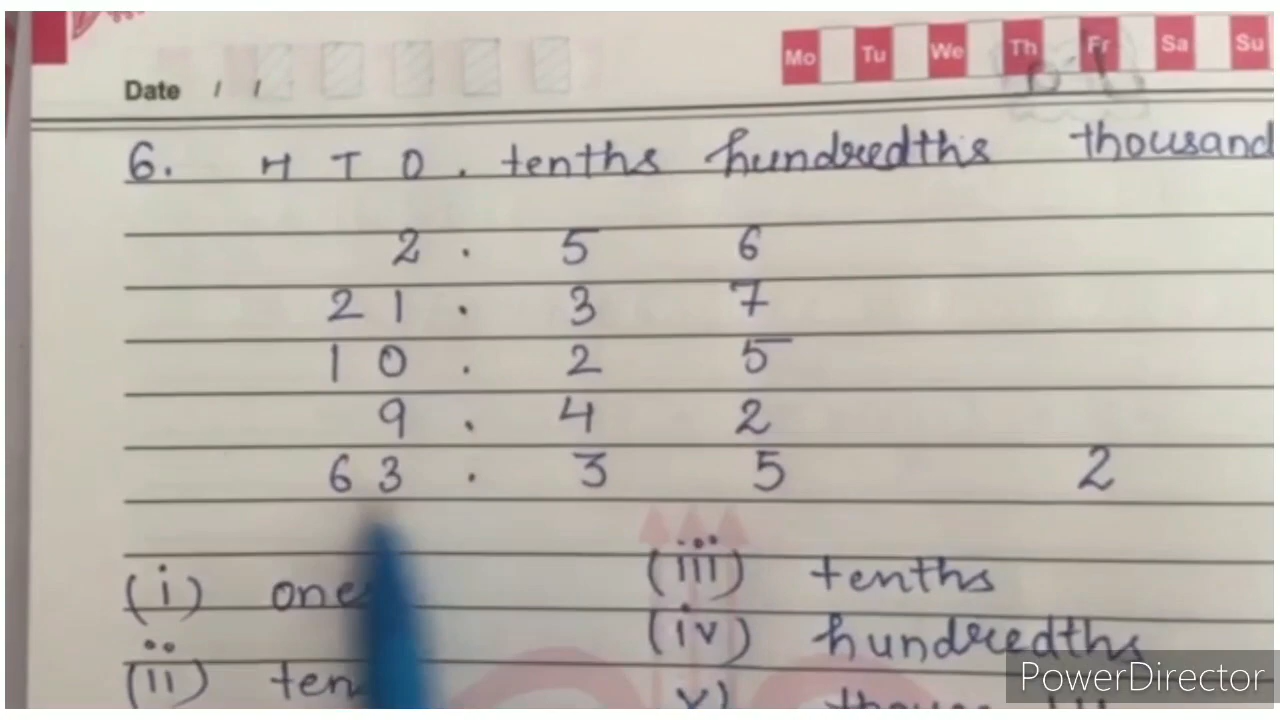 Mo Tu We Th Fr Sa Su
Date / /
6. H T O . tenths hundredths thousand
2 . 5 6
2 1 . 3 7
1 0 . 2 5
9 . 4 2
6 3 . 3 5 2
(i) ones (iii) tenths
(iv) hundredths
(ii) ten
v)
PowerDirector